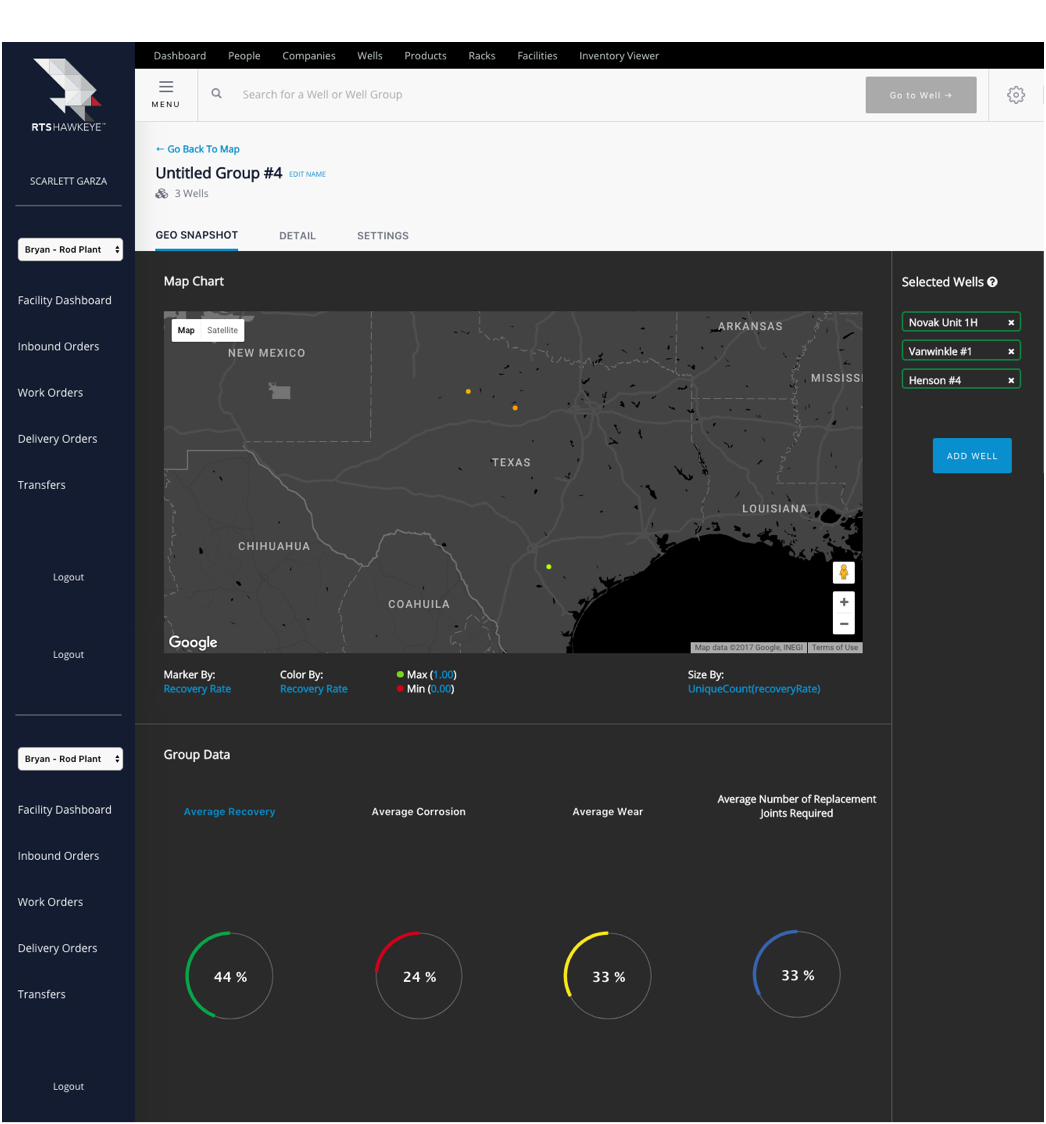 Dashboard People Companies Wells Products Racks Facilities Inventory Viewer
MENU
Search for a Well or Well Group
Go to Well →
RTSHAWKEYE™
SCARLETT GARZA
Bryan - Rod Plant
Facility Dashboard
Inbound Orders
Work Orders
Delivery Orders
Transfers
Logout
Logout
Bryan - Rod Plant
Facility Dashboard
Inbound Orders
Work Orders
Delivery Orders
Transfers
Logout
← Go Back To Map
Untitled Group #4 EDIT NAME
3 Wells
GEO SNAPSHOT DETAIL SETTINGS
Map Chart
Map Satellite
ARKANSAS
NEW MEXICO
MISSISS
TEXAS
LOUISIANA
CHIHUAHUA
COAHUILA
+
−
Google
Map data ©2017 Google, INEGI Terms of Use
Marker By: Color By: Max (1.00) Size By:
Recovery Rate Recovery Rate Min (0.00) UniqueCount(recoveryRate)
Selected Wells ?
Novak Unit 1H ×
Vanwinkle #1 ×
Henson #4 ×
ADD WELL
Group Data
Average Recovery
Average Corrosion
Average Wear
Average Number of Replacement
Joints Required
44 %
24 %
33 %
33 %